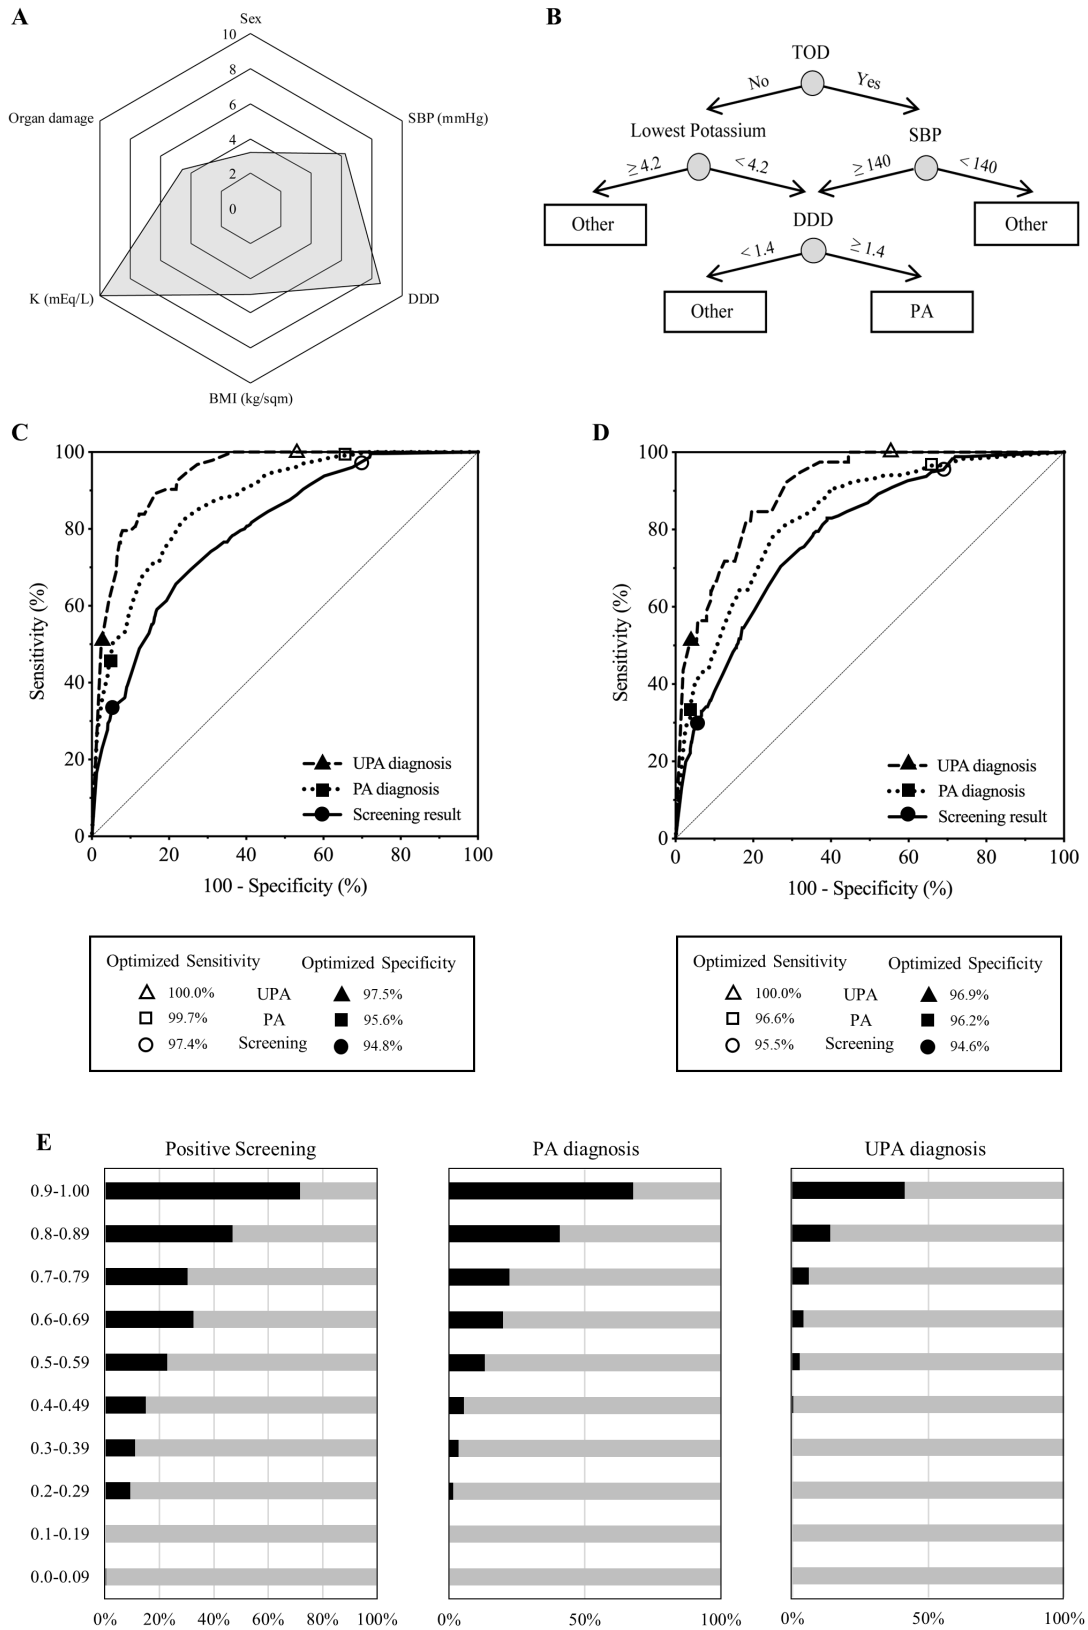 A
Sex
10
8
6
4
2
0
Organ damage
SBP (mmHg)
K (mEq/L)
DDD
BMI (kg/sqm)
B
TOD
No
Yes
Lowest Potassium
SBP
≥ 4.2
< 4.2
≥ 140
< 140
Other
DDD
Other
< 1.4
≥ 1.4
Other
PA
C
100
80
60
40
20
0
Sensitivity (%)
UPA diagnosis
PA diagnosis
Screening result
0 20 40 60 80 100
100 - Specificity (%)
Optimized Sensitivity Optimized Specificity
100.0% UPA 97.5%
99.7% PA 95.6%
97.4% Screening 94.8%
D
100
80
60
40
20
0
Sensitivity (%)
UPA diagnosis
PA diagnosis
Screening result
0 20 40 60 80 100
100 - Specificity (%)
Optimized Sensitivity Optimized Specificity
100.0% UPA 96.9%
96.6% PA 96.2%
95.5% Screening 94.6%
E
Positive Screening PA diagnosis UPA diagnosis
0.9-1.00
0.8-0.89
0.7-0.79
0.6-0.69
0.5-0.59
0.4-0.49
0.3-0.39
0.2-0.29
0.1-0.19
0.0-0.09
0% 20% 40% 60% 80% 100% 0% 50% 100% 0% 50% 100%